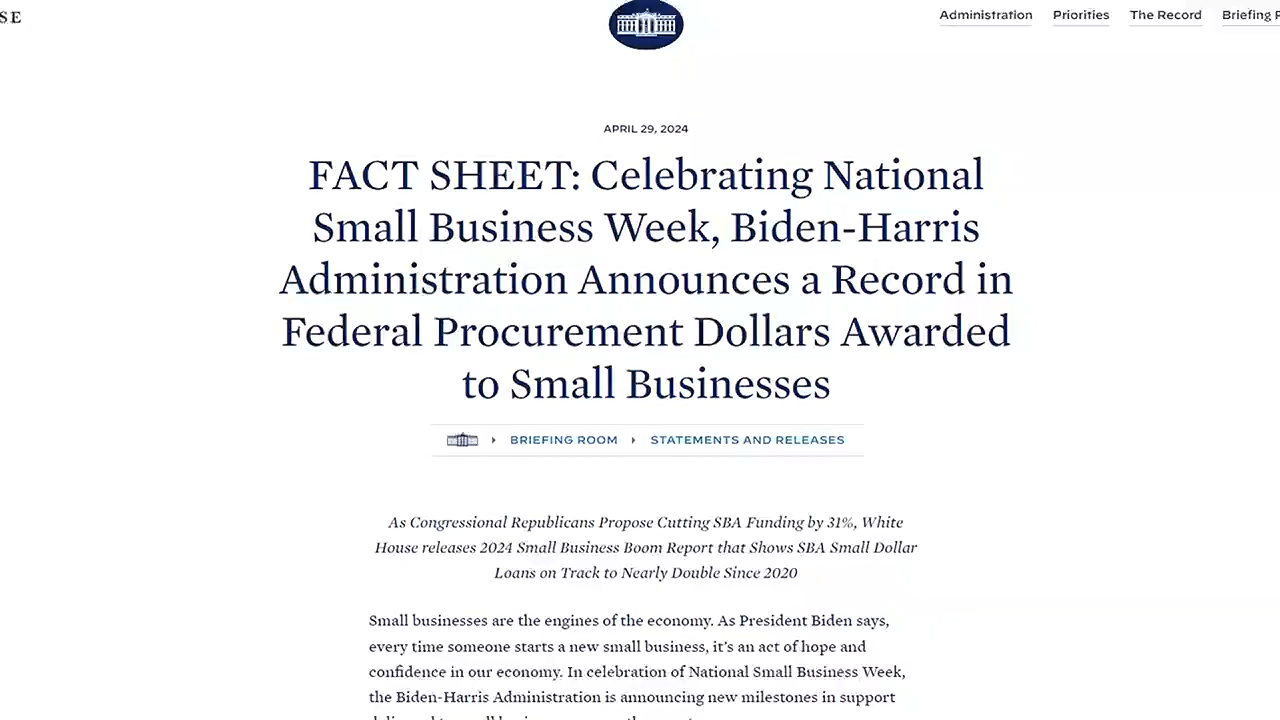 SE
Administration Priorities The Record Briefing
APRIL 29, 2024
FACT SHEET: Celebrating National
Small Business Week, Biden-Harris
Administration Announces a Record in
Federal Procurement Dollars Awarded
to Small Businesses
BRIEFING ROOM STATEMENTS AND RELEASES
As Congressional Republicans Propose Cutting SBA Funding by 31%, White
House releases 2024 Small Business Boom Report that Shows SBA Small Dollar
Loans on Track to Nearly Double Since 2020
Small businesses are the engines of the economy. As President Biden says,
every time someone starts a new small business, it’s an act of hope and
confidence in our economy. In celebration of National Small Business Week,
the Biden-Harris Administration is announcing new milestones in support